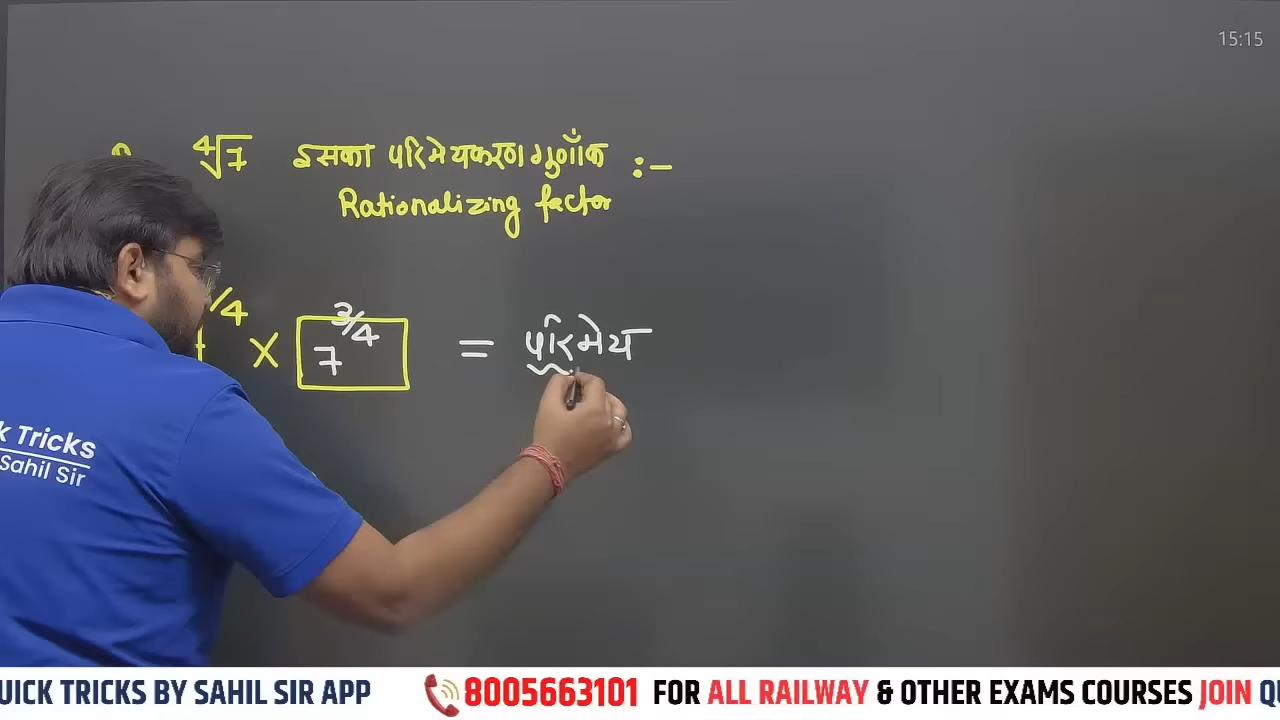 15:15
∜7 इसका परिमेयकरण गुणाँक :-
Rationalizing factor
1/4 × 7^3/4 = परिमेय
k Tricks
Sahil Sir
UICK TRICKS BY SAHIL SIR APP 8005663101 FOR ALL RAILWAY & OTHER EXAMS COURSES JOIN QU